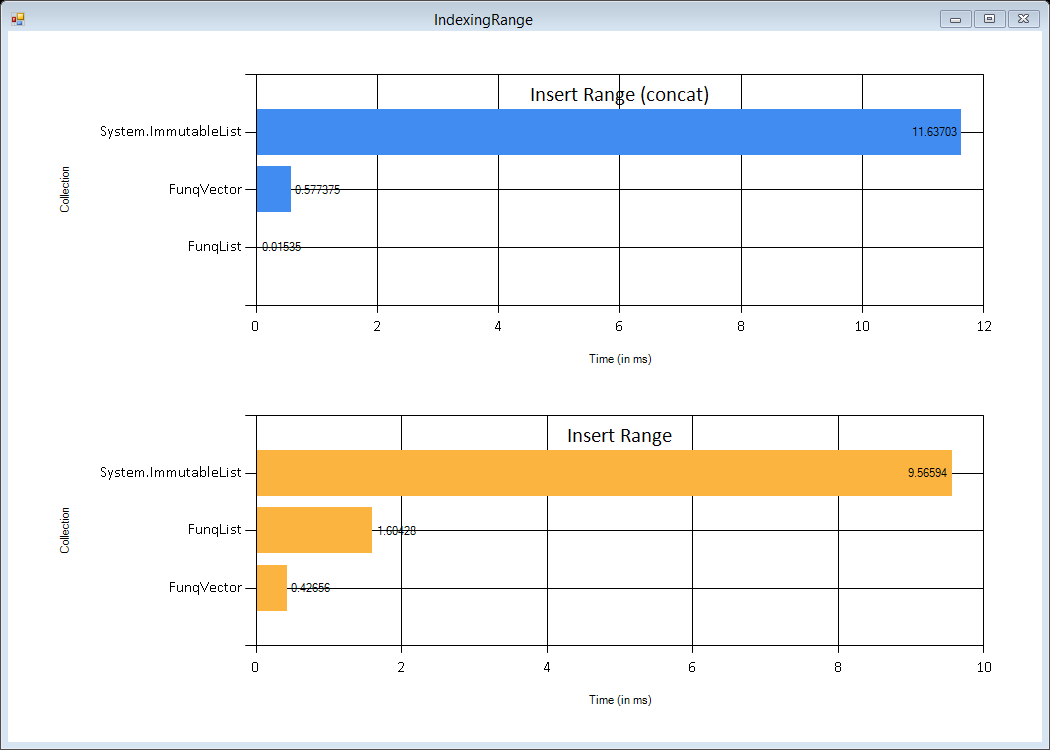 IndexingRange
Insert Range (concat)
System.ImmutableList
11.63703
FunqVector
0.577375
FunqList
0.01535
Collection
0 2 4 6 8 10 12
Time (in ms)
Insert Range
System.ImmutableList
9.56594
FunqList
1.60428
FunqVector
0.42656
Collection
0 2 4 6 8 10
Time (in ms)